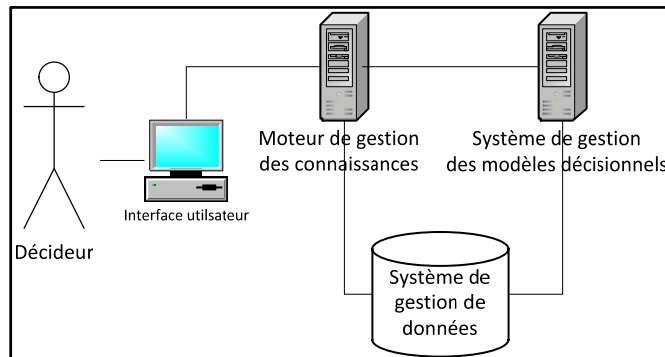 Moteur de gestion
des connaissances
Système de gestion
des modèles décisionnels
Interface utilsateur
Décideur
Système de
gestion de
données